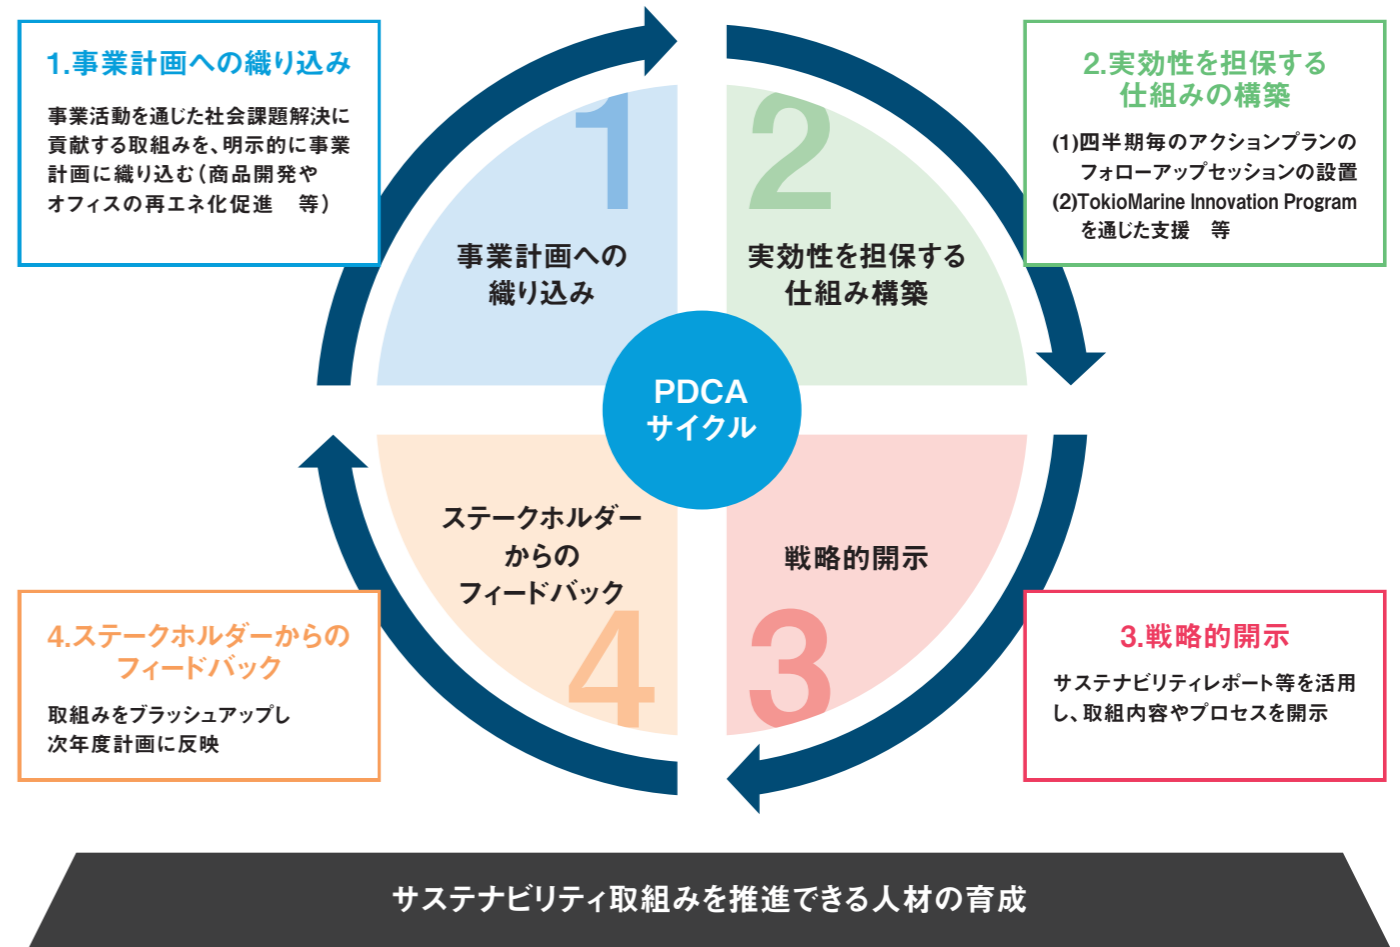 1.事業計画への織り込み
事業活動を通じた社会課題解決に
貢献する取組みを、明示的に事業
計画に織り込む（商品開発や
オフィスの再エネ化促進　等）
2.実効性を担保する
仕組みの構築
(1)四半期毎のアクションプランの
フォローアップセッションの設置
(2)TokioMarine Innovation Program
を通じた支援　等
1
事業計画への
織り込み
2
実効性を担保する
仕組み構築
PDCA
サイクル
ステークホルダー
からの
フィードバック
4
戦略的開示
3
4.ステークホルダーからの
フィードバック
取組みをブラッシュアップし
次年度計画に反映
3.戦略的開示
サステナビリティレポート等を活用
し、取組内容やプロセスを開示
サステナビリティ取組みを推進できる人材の育成